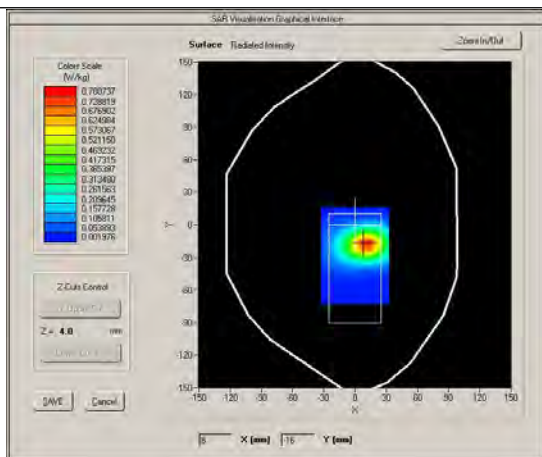 SAR Visualisation Graphical Interface
Surface Radiated Intensity
Zoom In/Out
Colors Scale
(W/kg)
0.780737
0.728819
0.676902
0.624984
0.573067
0.521150
0.469232
0.417315
0.365397
0.313480
0.261563
0.209645
0.157728
0.105811
0.053893
0.001976
150
120
90
60
30
0
-30
-60
-90
-120
-150
Y
-150 -120 -90 -60 -30 0 30 60 90 120 150
X
Z-Cuts Control
Z = 4.0 mm
SAVE Cancel
8 X (mm) -16 Y (mm)